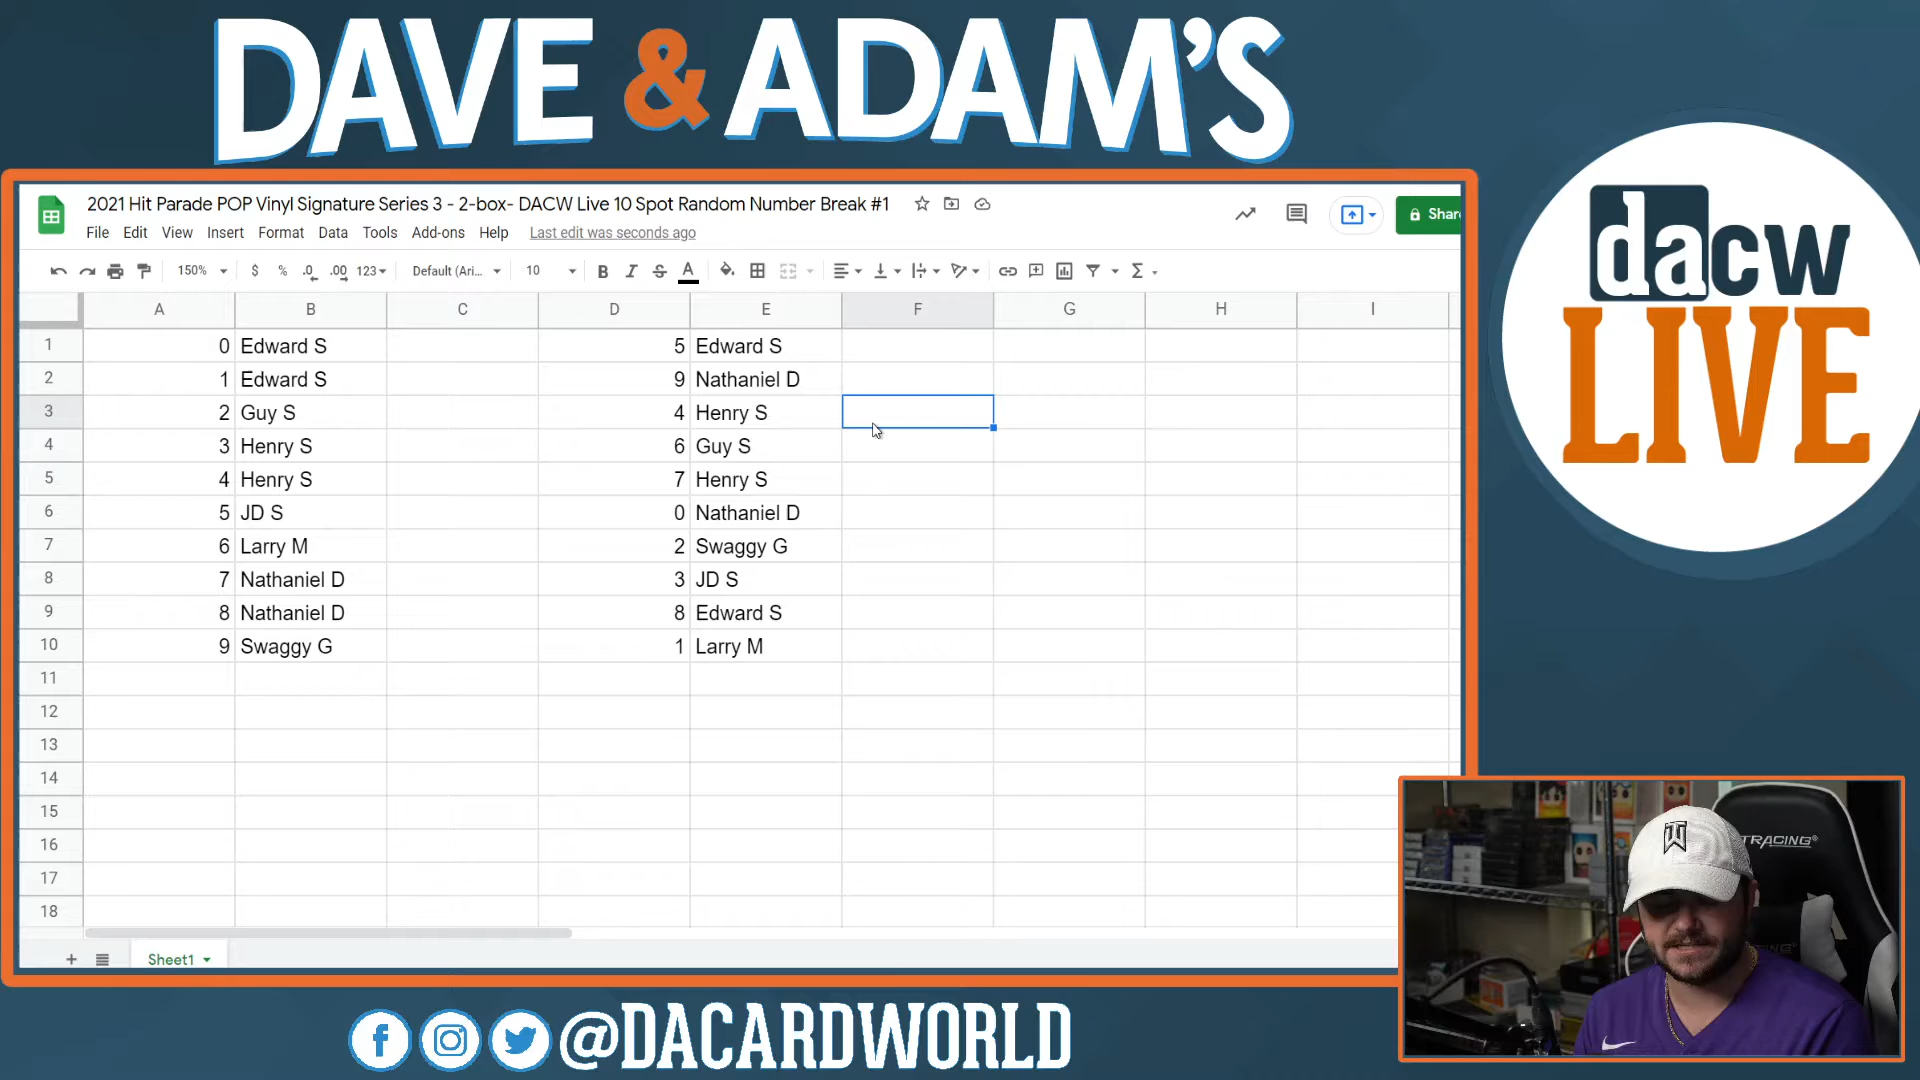 DAVE & ADAM'S
2021 Hit Parade POP Vinyl Signature Series 3 - 2-box- DACW Live 10 Spot Random Number Break #1
Shar
File Edit View Insert Format Data Tools Add-ons Help Last edit was seconds ago
150% $ % .0 .00 123 Default (Ari... 10 B I S A Σ
A B C D E F G H I
1 0 Edward S 5 Edward S
2 1 Edward S 9 Nathaniel D
3 2 Guy S 4 Henry S
4 3 Henry S 6 Guy S
5 4 Henry S 7 Henry S
6 5 JD S 0 Nathaniel D
7 6 Larry M 2 Swaggy G
8 7 Nathaniel D 3 JD S
9 8 Nathaniel D 8 Edward S
10 9 Swaggy G 1 Larry M
11
12
13
14
15
16
17
18
+ Sheet1
dacw
LIVE
TRACING
@DACARDWORLD